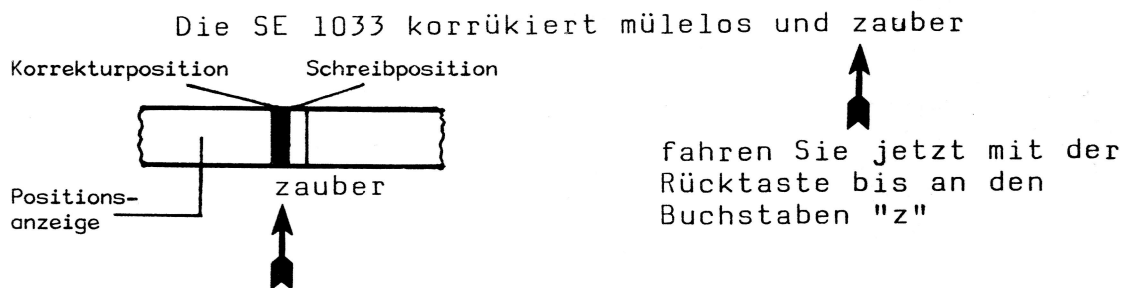 Die SE 1033 korrükiert mülelos und zauber
Korrekturposition
Schreibposition
zauber
Positions-
anzeige
fahren Sie jetzt mit der
Rücktaste bis an den
Buchstaben "z"